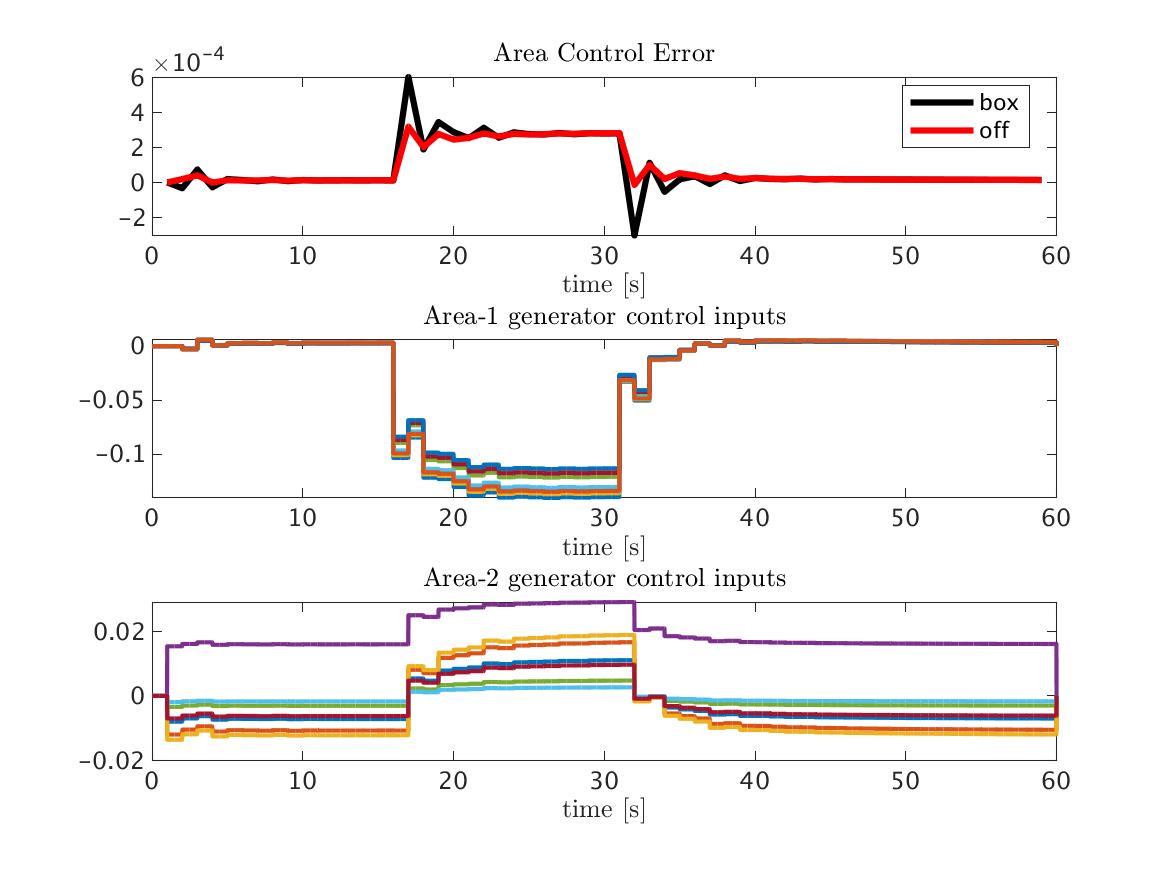 Area Control Error
×10⁻⁴
6
4
2
0
−2
box
off
0 10 20 30 40 50 60
time [s]
Area-1 generator control inputs
0
−0.05
−0.1
0 10 20 30 40 50 60
time [s]
Area-2 generator control inputs
0.02
0
−0.02
0 10 20 30 40 50 60
time [s]